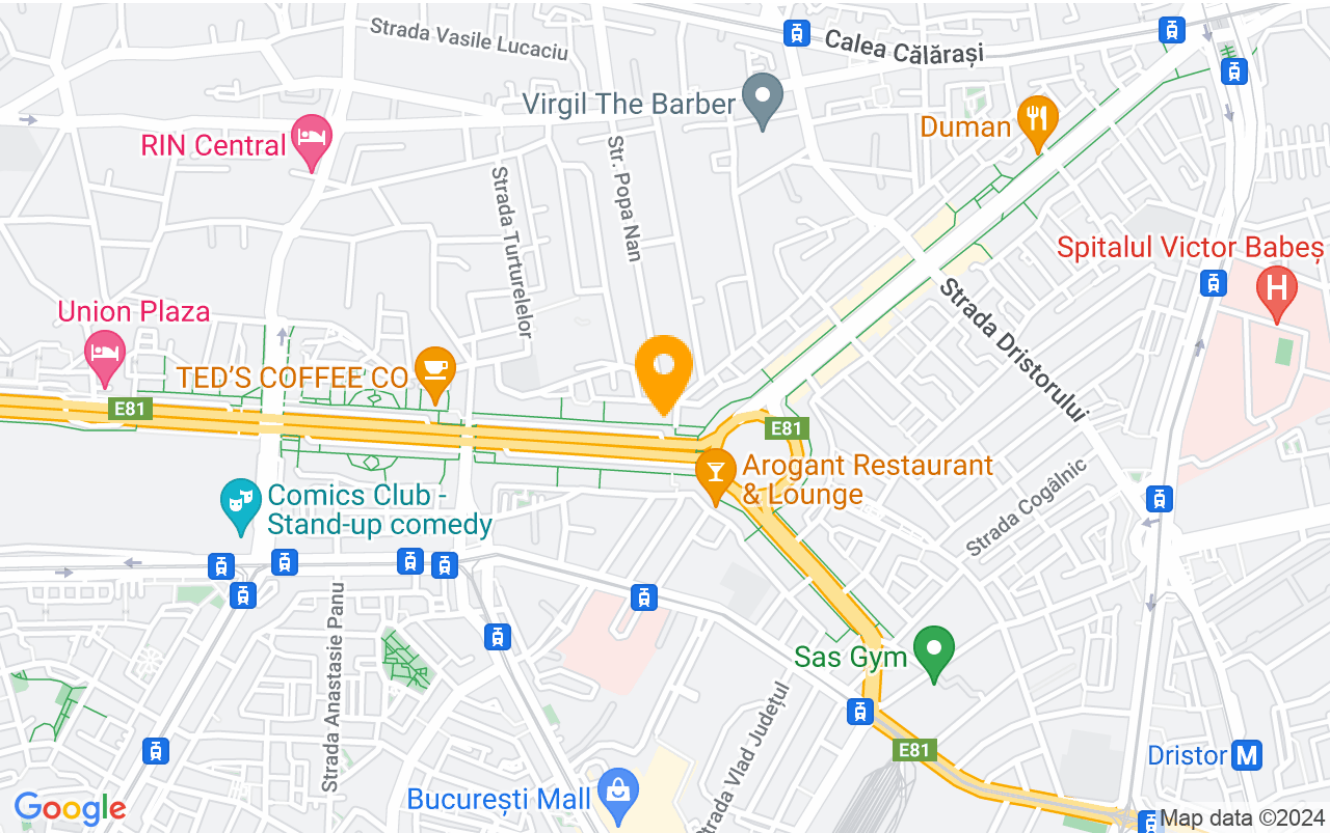 Strada Vasile Lucaciu
Calea Călărași
Virgil The Barber
Duman
RIN Central
Str. Popa Nan
Strada Turturelelor
Spitalul Victor Babeș
H
Strada Dristorului
Union Plaza
TED'S COFFEE CO
E81
E81
Arogant Restaurant
& Lounge
Strada Cogâlnic
Comics Club -
Stand-up comedy
Strada Anastasie Panu
Sas Gym
Strada Vlad Județul
E81
Dristor M
București Mall
Google
Map data ©2024